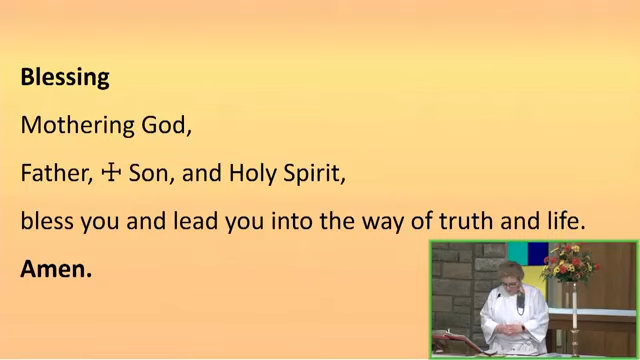 Blessing
Mothering God,
Father, ☩ Son, and Holy Spirit,
bless you and lead you into the way of truth and life.
Amen.